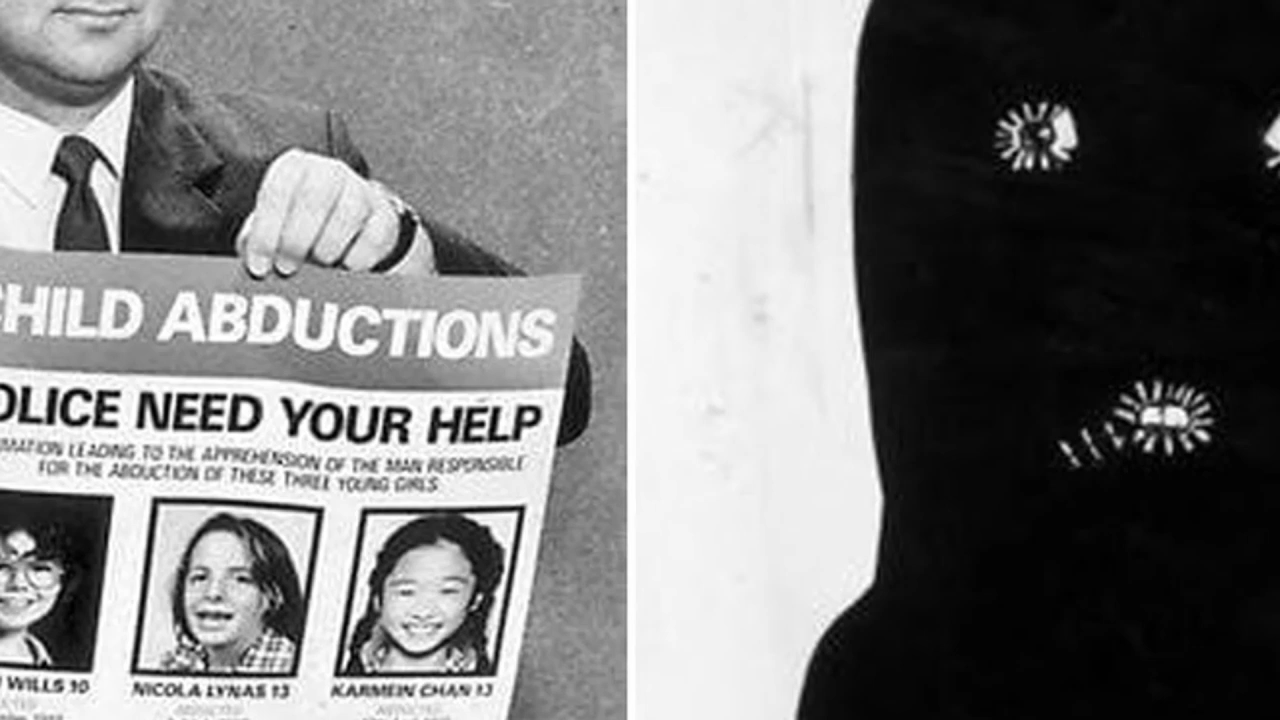 CHILD ABDUCTIONS
OLICE NEED YOUR HELP
MATION LEADING TO THE APPREHENSION OF THE MAN RESPONSIBLE
FOR THE ABDUCTION OF THESE THREE YOUNG GIRLS
WILLS 10 NICOLA LYNAS 13 KARMEIN CHAN 13